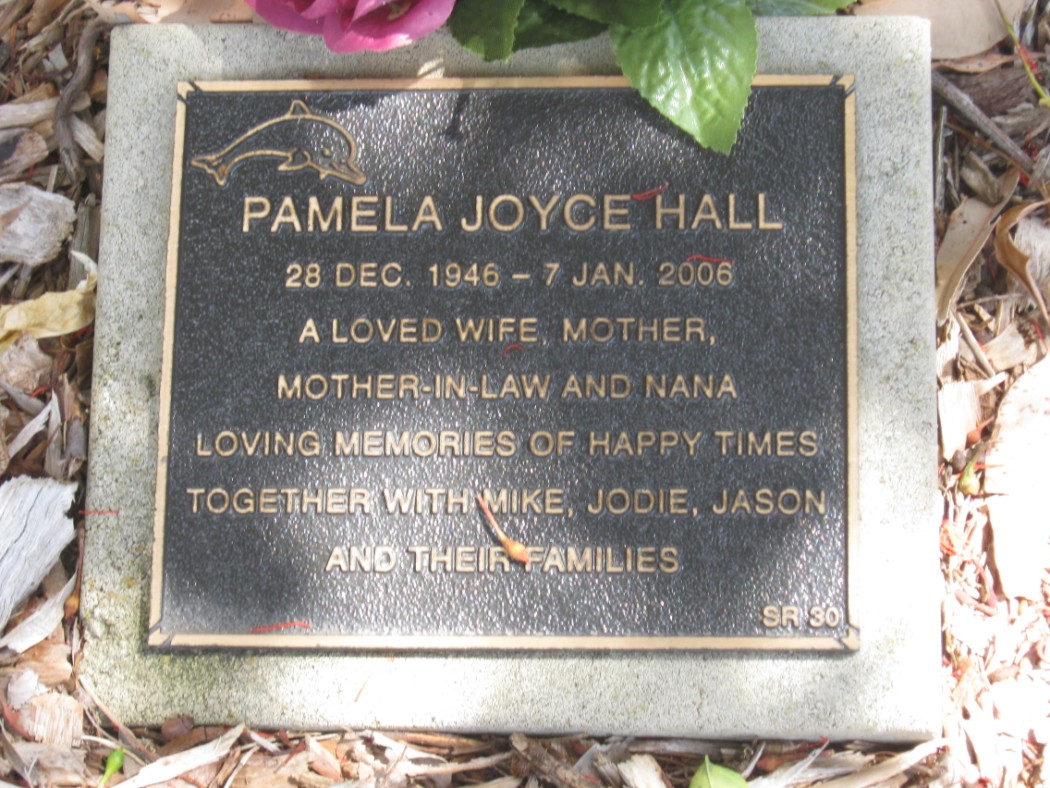 PAMELA JOYCE HALL
28 DEC. 1946 – 7 JAN. 2006
A LOVED WIFE, MOTHER,
MOTHER-IN-LAW AND NANA
LOVING MEMORIES OF HAPPY TIMES
TOGETHER WITH MIKE, JODIE, JASON
AND THEIR FAMILIES
SR 30